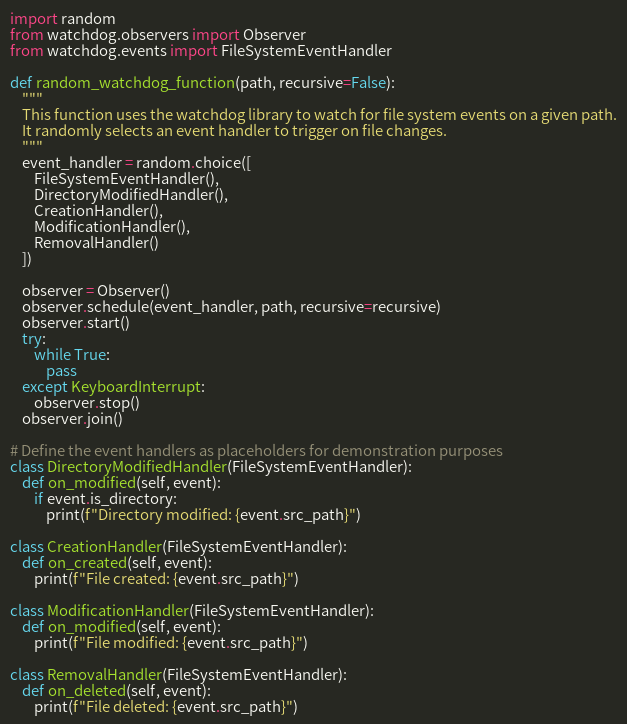 import random
from watchdog.observers import Observer
from watchdog.events import FileSystemEventHandler

def random_watchdog_function(path, recursive=False):
    """
    This function uses the watchdog library to watch for file system events on a given path.
    It randomly selects an event handler to trigger on file changes.
    """
    event_handler = random.choice([
        FileSystemEventHandler(),
        DirectoryModifiedHandler(),
        CreationHandler(),
        ModificationHandler(),
        RemovalHandler()
    ])

    observer = Observer()
    observer.schedule(event_handler, path, recursive=recursive)
    observer.start()
    try:
        while True:
            pass
    except KeyboardInterrupt:
        observer.stop()
    observer.join()

# Define the event handlers as placeholders for demonstration purposes
class DirectoryModifiedHandler(FileSystemEventHandler):
    def on_modified(self, event):
        if event.is_directory:
            print(f"Directory modified: {event.src_path}")

class CreationHandler(FileSystemEventHandler):
    def on_created(self, event):
        print(f"File created: {event.src_path}")

class ModificationHandler(FileSystemEventHandler):
    def on_modified(self, event):
        print(f"File modified: {event.src_path}")

class RemovalHandler(FileSystemEventHandler):
    def on_deleted(self, event):
        print(f"File deleted: {event.src_path}")